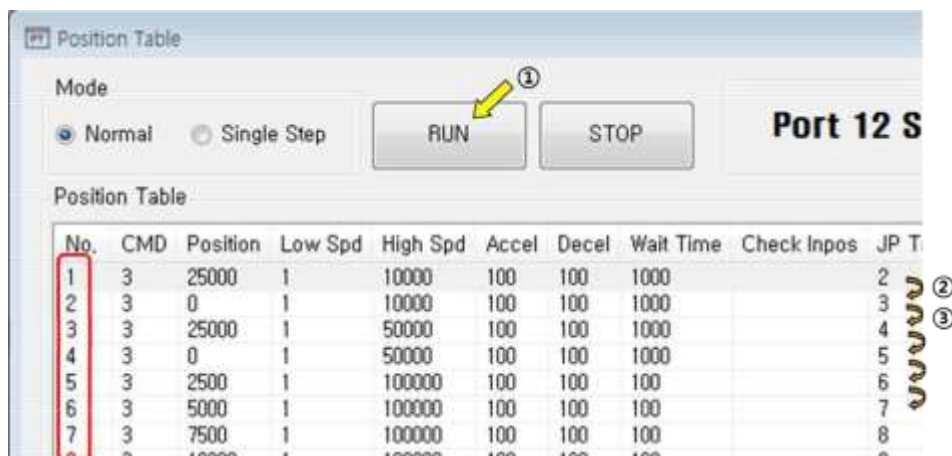 PT Position Table
Mode
①
Normal Single Step RUN STOP Port 12 S
Position Table
No. CMD Position Low Spd High Spd Accel Decel Wait Time Check Inpos JP T
1 3 25000 1 10000 100 100 1000 2
②
2 3 0 1 10000 100 100 1000 3
③
3 3 25000 1 50000 100 100 1000 4
4 3 0 1 50000 100 100 1000 5
5 3 2500 1 100000 100 100 100 6
6 3 5000 1 100000 100 100 100 7
7 3 7500 1 100000 100 100 100 8